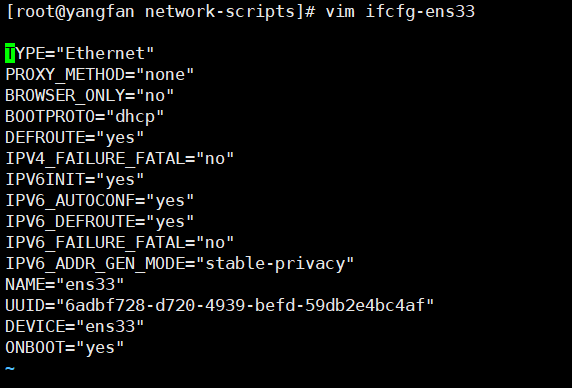 [root@yangfan network-scripts]# vim ifcfg-ens33
TYPE="Ethernet"
PROXY_METHOD="none"
BROWSER_ONLY="no"
BOOTPROTO="dhcp"
DEFROUTE="yes"
IPV4_FAILURE_FATAL="no"
IPV6INIT="yes"
IPV6_AUTOCONF="yes"
IPV6_DEFROUTE="yes"
IPV6_FAILURE_FATAL="no"
IPV6_ADDR_GEN_MODE="stable-privacy"
NAME="ens33"
UUID="6adbf728-d720-4939-befd-59db2e4bc4af"
DEVICE="ens33"
ONBOOT="yes"
~